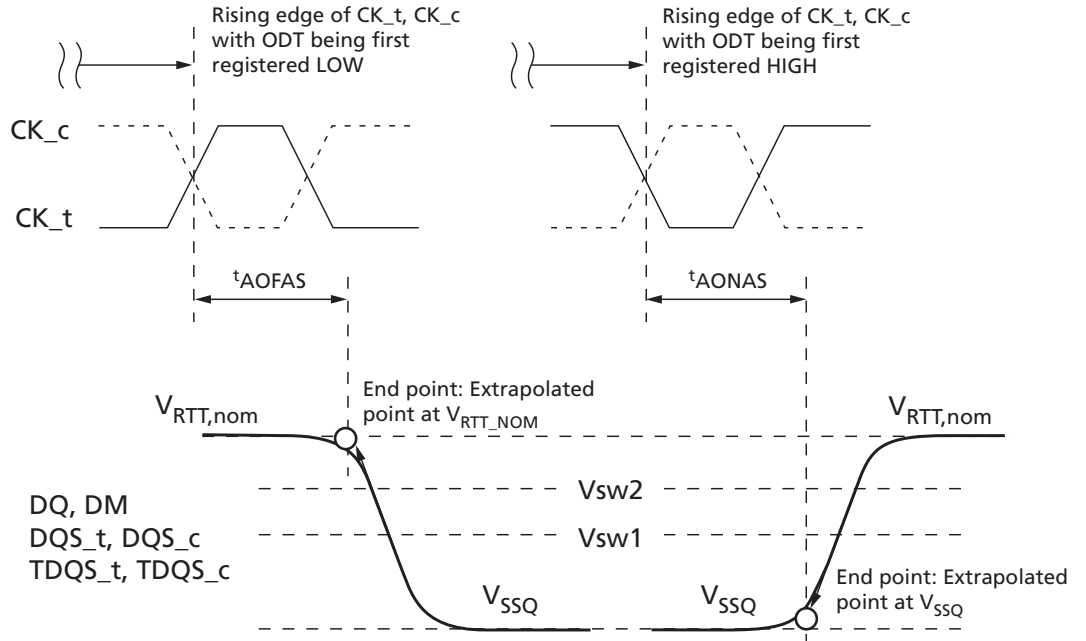 Rising edge of CK_t, CK_c
with ODT being first
registered LOW
Rising edge of CK_t, CK_c
with ODT being first
registered HIGH
CK_c
CK_t
tAOFAS
tAONAS
End point: Extrapolated
point at VRTT_NOM
VRTT,nom
VRTT,nom
Vsw2
DQ, DM
DQS_t, DQS_c
TDQS_t, TDQS_c
Vsw1
VSSQ
VSSQ
End point: Extrapolated
point at VSSQ